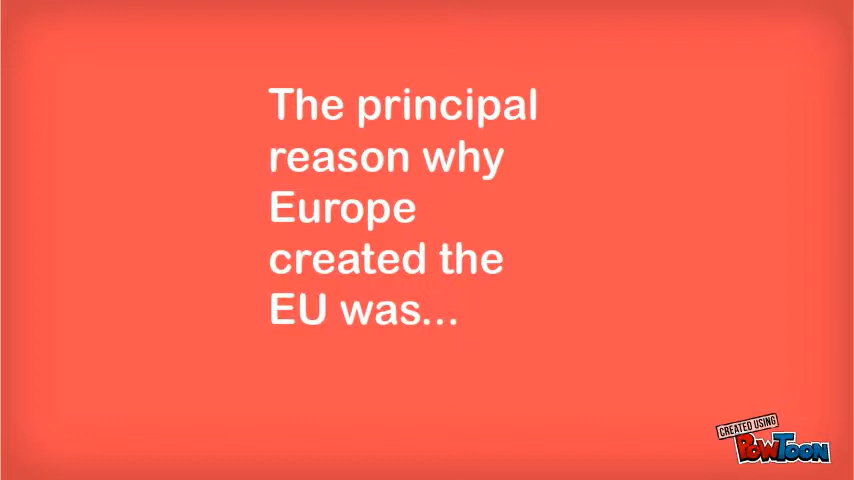 The principal
reason why
Europe
created the
EU was...
CREATED USING
POWTOON